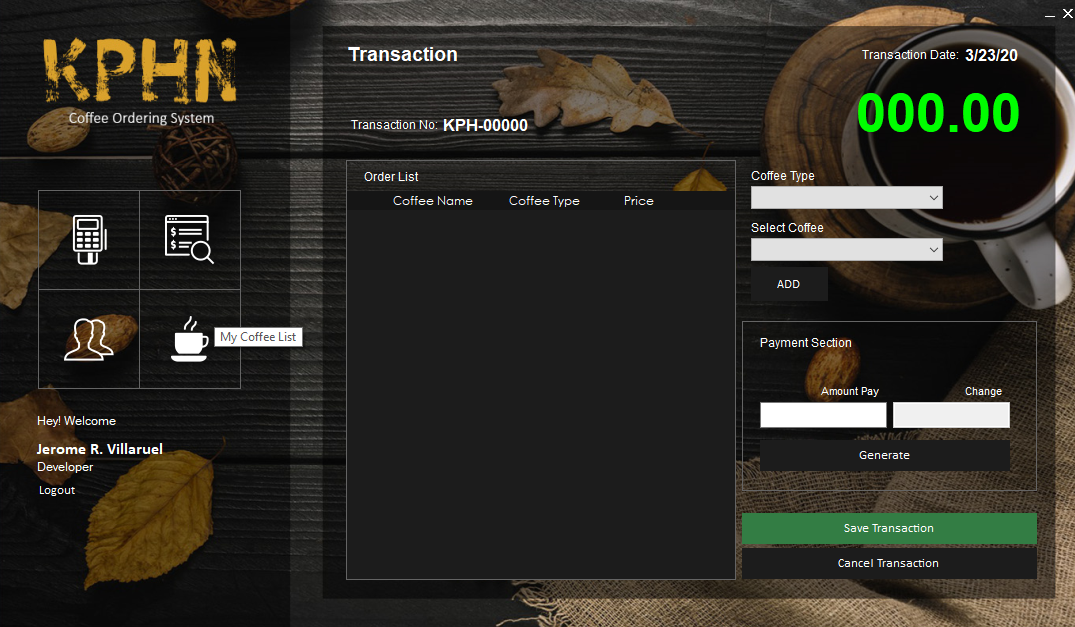 KPHN
Coffee Ordering System
My Coffee List
Hey! Welcome
Jerome R. Villaruel
Developer
Logout
Transaction
Transaction Date: 3/23/20
000.00
Transaction No: KPH-00000
Order List
Coffee Name Coffee Type Price
Coffee Type
Select Coffee
ADD
Payment Section
Amount Pay Change
Generate
Save Transaction
Cancel Transaction